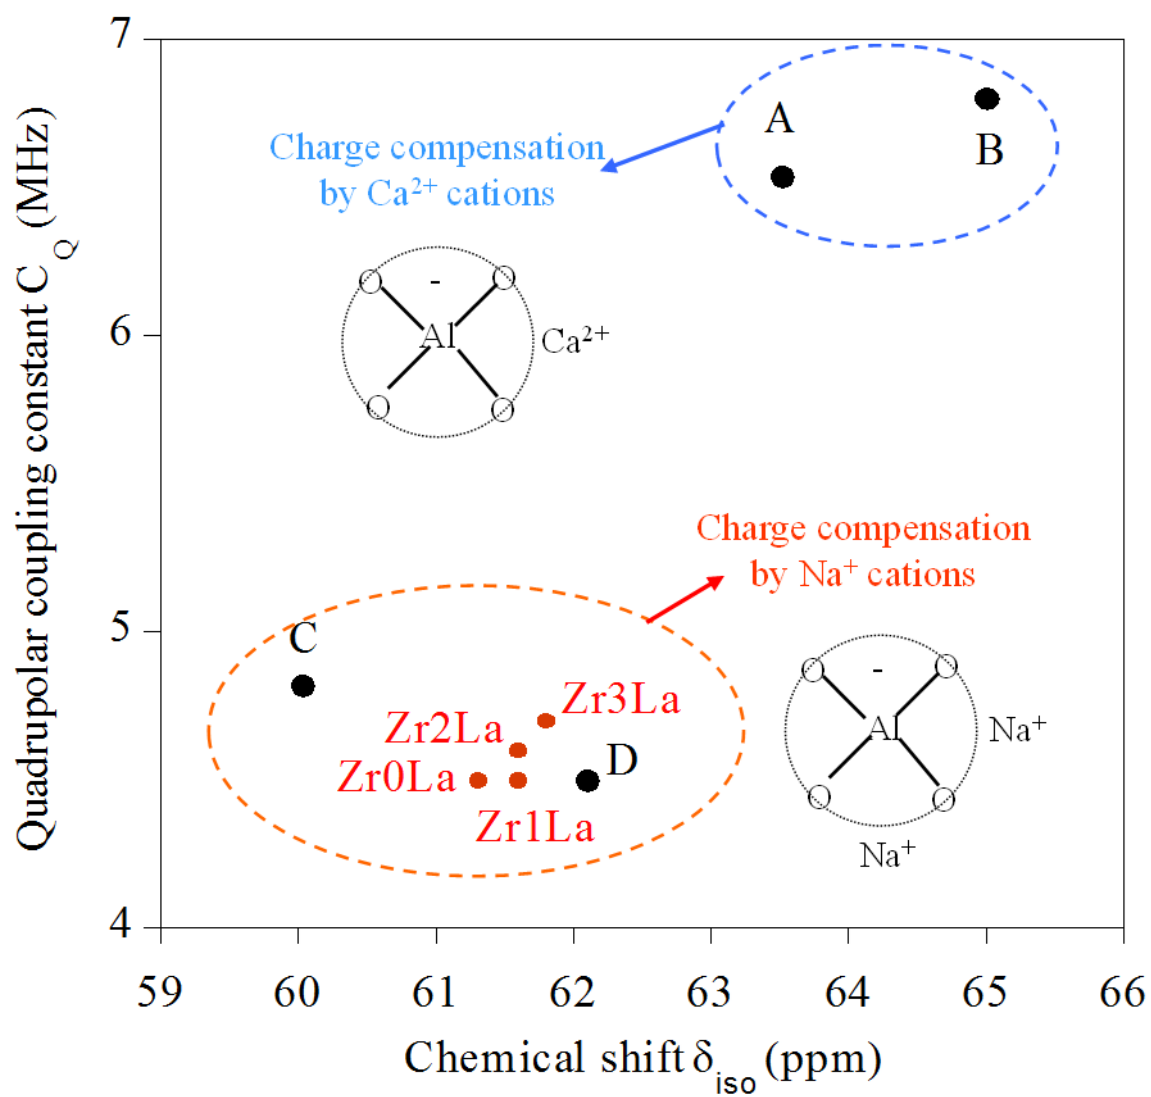 7
A
B
Charge compensation
by Ca²⁺ cations
O - O
Al
Ca²⁺
O O
6
Quadrupolar coupling constant C Q (MHz)
Charge compensation
by Na⁺ cations
5
C
O - O
Al
Na⁺
O O
Na⁺
Zr3La
Zr2La
D
Zr0La
Zr1La
4
59 60 61 62 63 64 65 66
Chemical shift δiso (ppm)